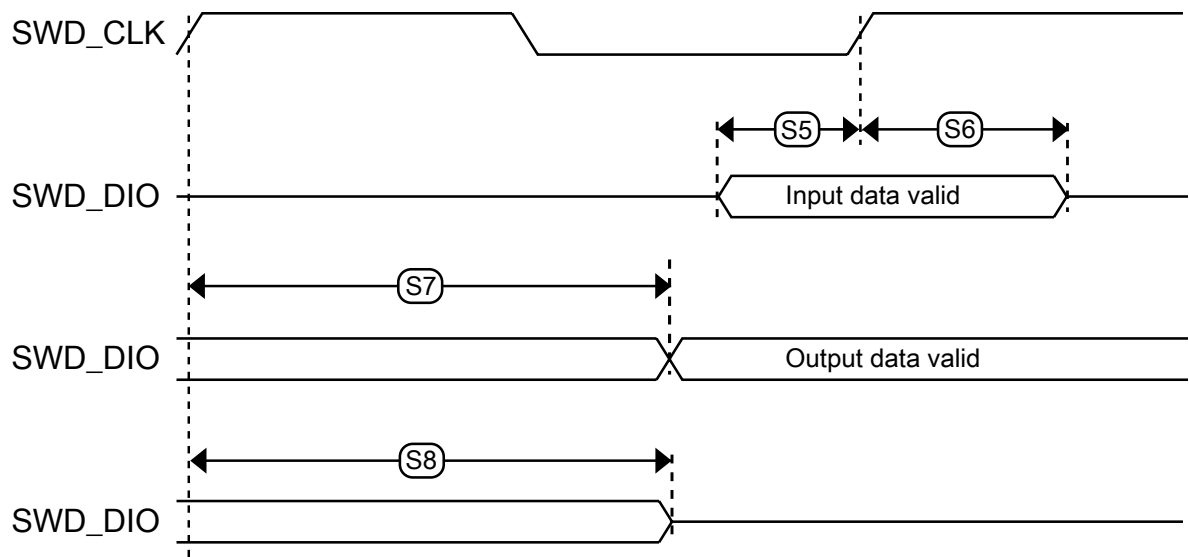 SWD_CLK
S5
S6
SWD_DIO
Input data valid
S7
SWD_DIO
Output data valid
S8
SWD_DIO